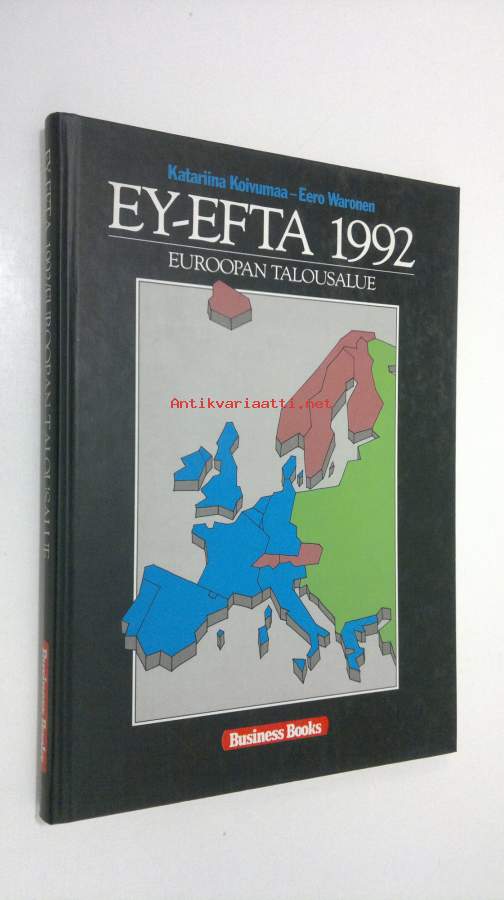 Katariina Koivumaa – Eero Waronen
EY-EFTA 1992
EUROOPAN TALOUSALUE
Antikvariaatti.net
Business Books
EY-EFTA 1992/EUROOPAN TALOUSALUE
Business Books